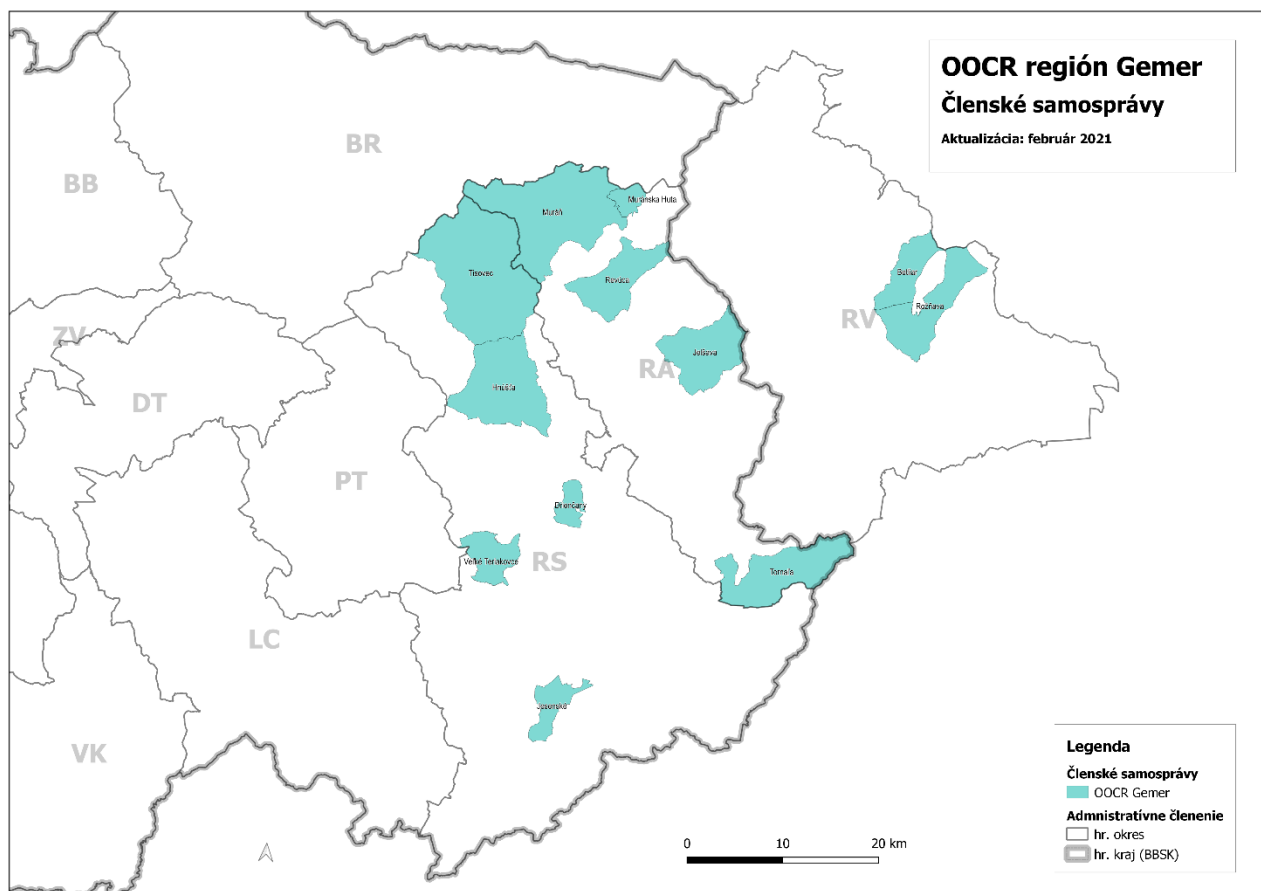 OOCR región Gemer
Členské samosprávy
Aktualizácia: február 2021
BR
BB
Muráň
Muránska Huta
Tisovec
Revúca
Betliar
Rožňava
ZV
RV
Jelšava
RA
DT
Hnúšťa
PT
Drienčany
Veľké Teriakovce
RS
Tornaľa
LC
Jesenské
VK
Legenda
Členské samosprávy
OOCR Gemer
Admnistratívne členenie
hr. okres
hr. kraj (BBSK)
0 10 20 km